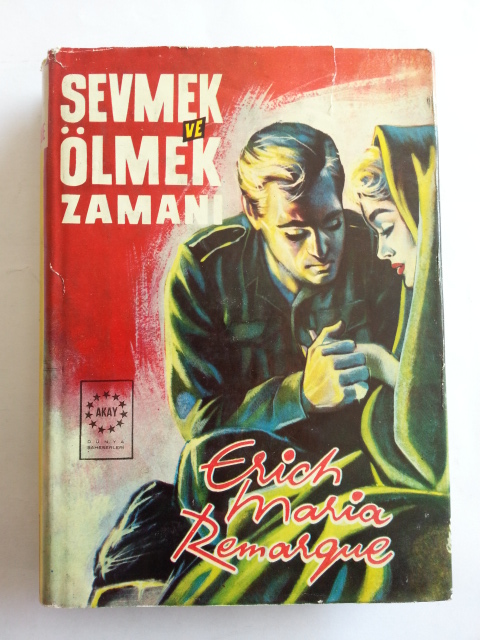 SEVMEK
VE
ÖLMEK
ZAMANI
AKAY
DÜNYA
ŞAHESERLERİ
Erich
Maria
Remarque